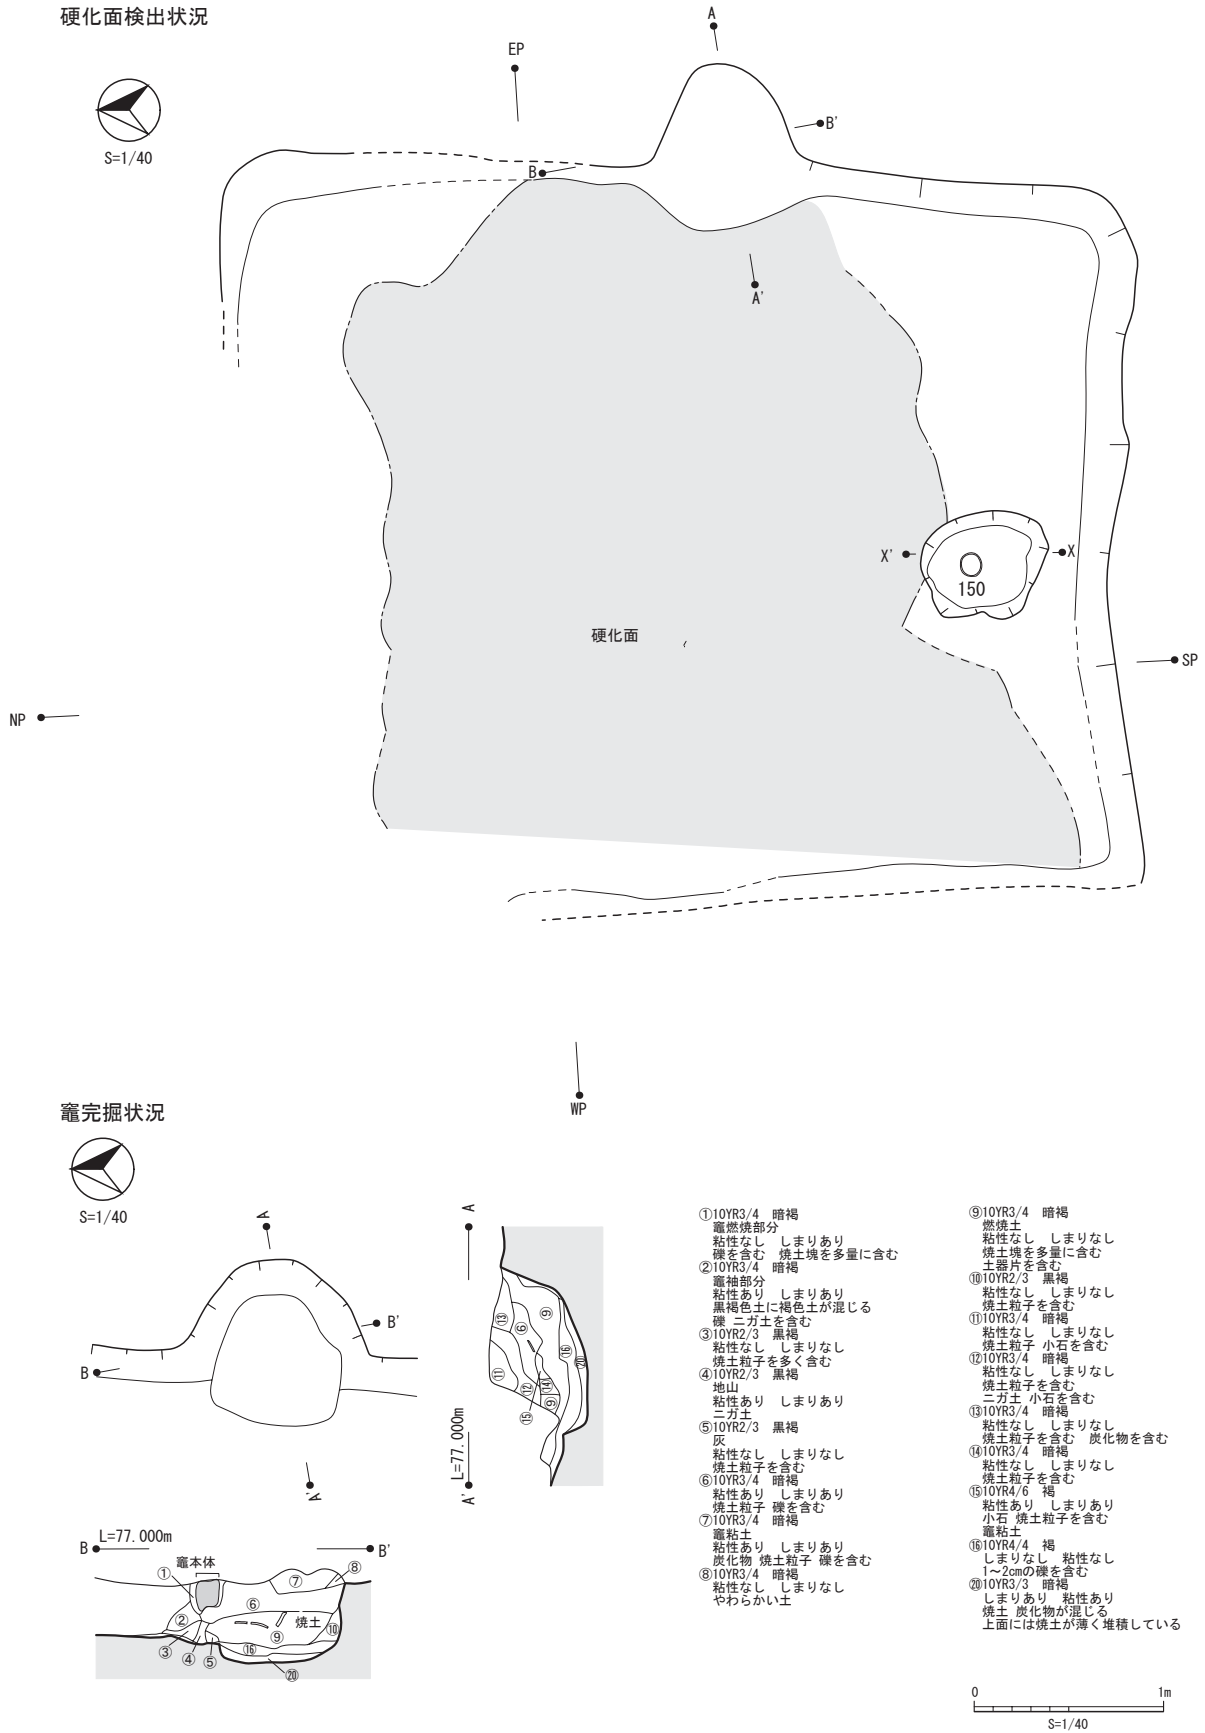 硬化面検出状況
A
EP
S=1/40
B'
B
A'
X'
X
150
硬化面
SP
NP
WP
竈完掘状況
S=1/40
A
B'
B
A'
A
⑬
⑥
⑨
⑯
⑳
⑪
⑫
⑭
⑨
⑮
L=77.000m
A'
L=77.000m
B
B'
竈本体
①
⑦
⑧
⑥
②
焼土
⑨
⑩
③
④
⑤
⑯
⑳
①10YR3/4 暗褐
竈燃焼部分
粘性なし しまりあり
礫を含む 焼土塊を多量に含む
②10YR3/4 暗褐
竈袖部分
粘性あり しまりあり
黒褐色土に褐色土が混じる
礫 ニガ土を含む
③10YR2/3 黒褐
粘性なし しまりなし
焼土粒子を多く含む
④10YR2/3 黒褐
地山
粘性あり しまりあり
ニガ土
⑤10YR2/3 黒褐
灰
粘性なし しまりなし
焼土粒子を含む
⑥10YR3/4 暗褐
粘性あり しまりあり
焼土粒子 礫を含む
⑦10YR3/4 暗褐
竈粘土
粘性あり しまりあり
炭化物 焼土粒子 礫を含む
⑧10YR3/4 暗褐
粘性なし しまりなし
やわらかい土
⑨10YR3/4 暗褐
燃焼土
粘性なし しまりなし
焼土塊を多量に含む
土器片を含む
⑩10YR2/3 黒褐
粘性なし しまりなし
焼土粒子を含む
⑪10YR3/4 暗褐
粘性なし しまりなし
焼土粒子 小石を含む
⑫10YR3/4 暗褐
粘性なし しまりなし
焼土粒子を含む
ニガ土 小石を含む
⑬10YR3/4 暗褐
粘性なし しまりなし
焼土粒子を含む 炭化物を含む
⑭10YR3/4 暗褐
粘性なし しまりなし
焼土粒子を含む
⑮10YR4/6 褐
粘性あり しまりあり
小石 焼土粒子を含む
竈粘土
⑯10YR4/4 褐
しまりなし 粘性なし
1~2cmの礫を含む
⑳10YR3/3 暗褐
しまりあり 粘性あり
焼土 炭化物が混じる
上面には焼土が薄く堆積している
0 1m
S=1/40